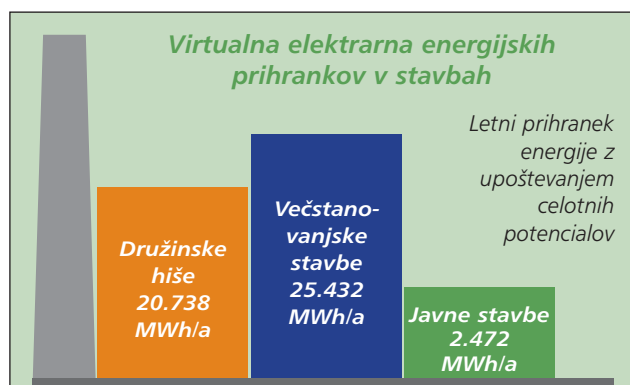 Virtualna elektrarna energijskih
prihrankov v stavbah
Letni prihranek
energije z
upoštevanjem
celotnih
potencialov
Družinske
hiše
20.738
MWh/a
Večstano-
vanjske
stavbe
25.432
MWh/a
Javne stavbe
2.472
MWh/a